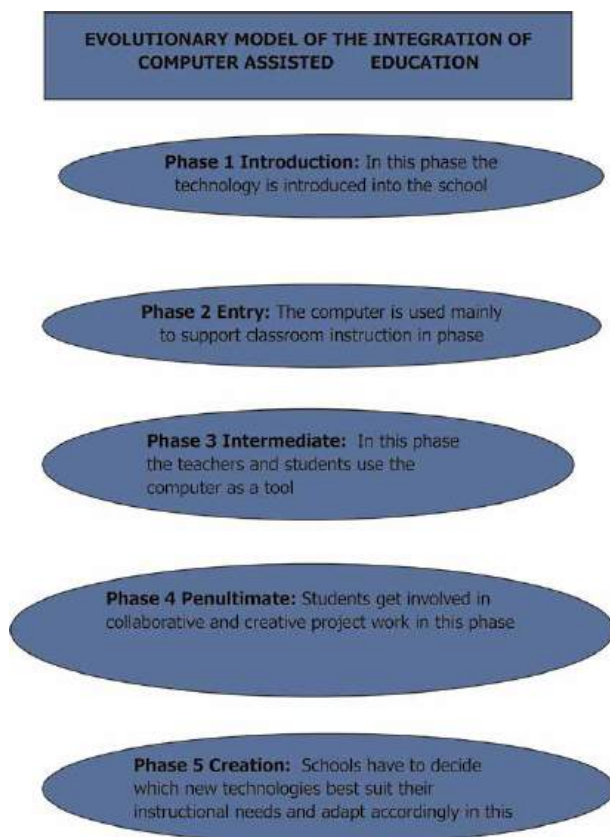 EVOLUTIONARY MODEL OF THE INTEGRATION OF
COMPUTER ASSISTED EDUCATION
Phase 1 Introduction: In this phase the
technology is introduced into the school
Phase 2 Entry: The computer is used mainly
to support classroom instruction in phase
Phase 3 Intermediate: In this phase
the teachers and students use the
computer as a tool
Phase 4 Penultimate: Students get involved in
collaborative and creative project work in this phase
Phase 5 Creation: Schools have to decide
which new technologies best suit their
instructional needs and adapt accordingly in this